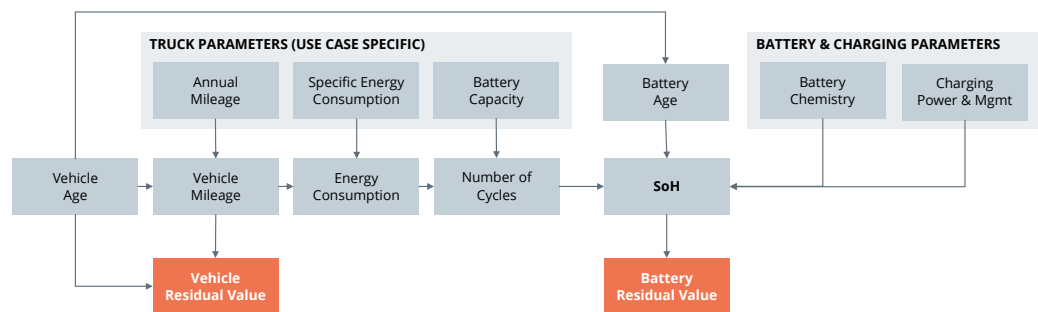 TRUCK PARAMETERS (USE CASE SPECIFIC)
BATTERY & CHARGING PARAMETERS
Annual
Mileage
Specific Energy
Consumption
Battery
Capacity
Battery
Age
Battery
Chemistry
Charging
Power & Mgmt
Vehicle
Age
Vehicle
Mileage
Energy
Consumption
Number of
Cycles
SoH
Vehicle
Residual Value
Battery
Residual Value